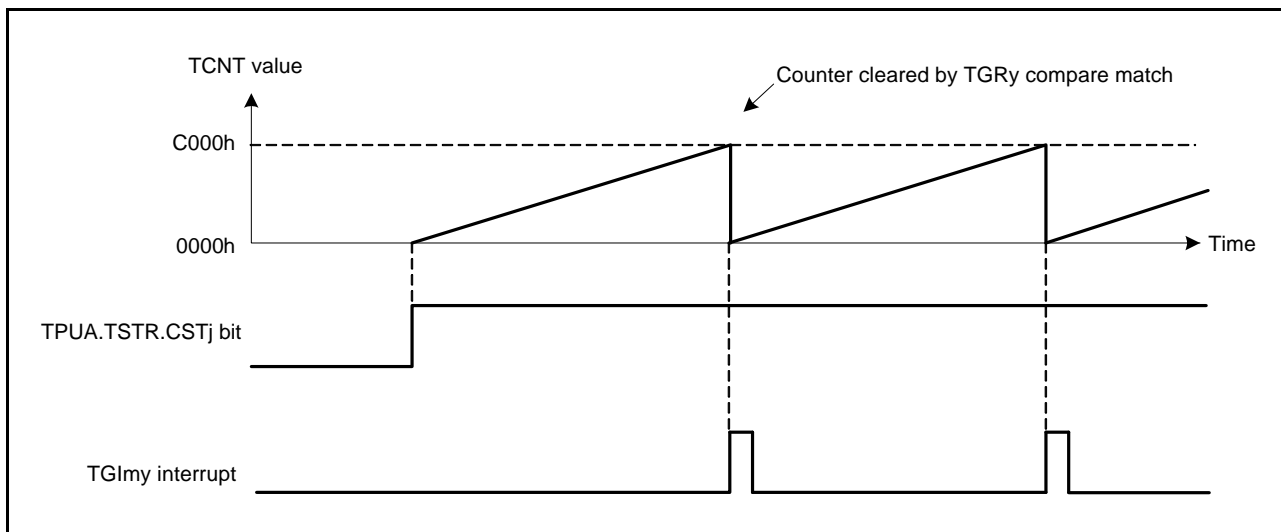 TCNT value
Counter cleared by TGRy compare match
C000h
0000h
Time
TPUA.TSTR.CSTj bit
TGImy interrupt